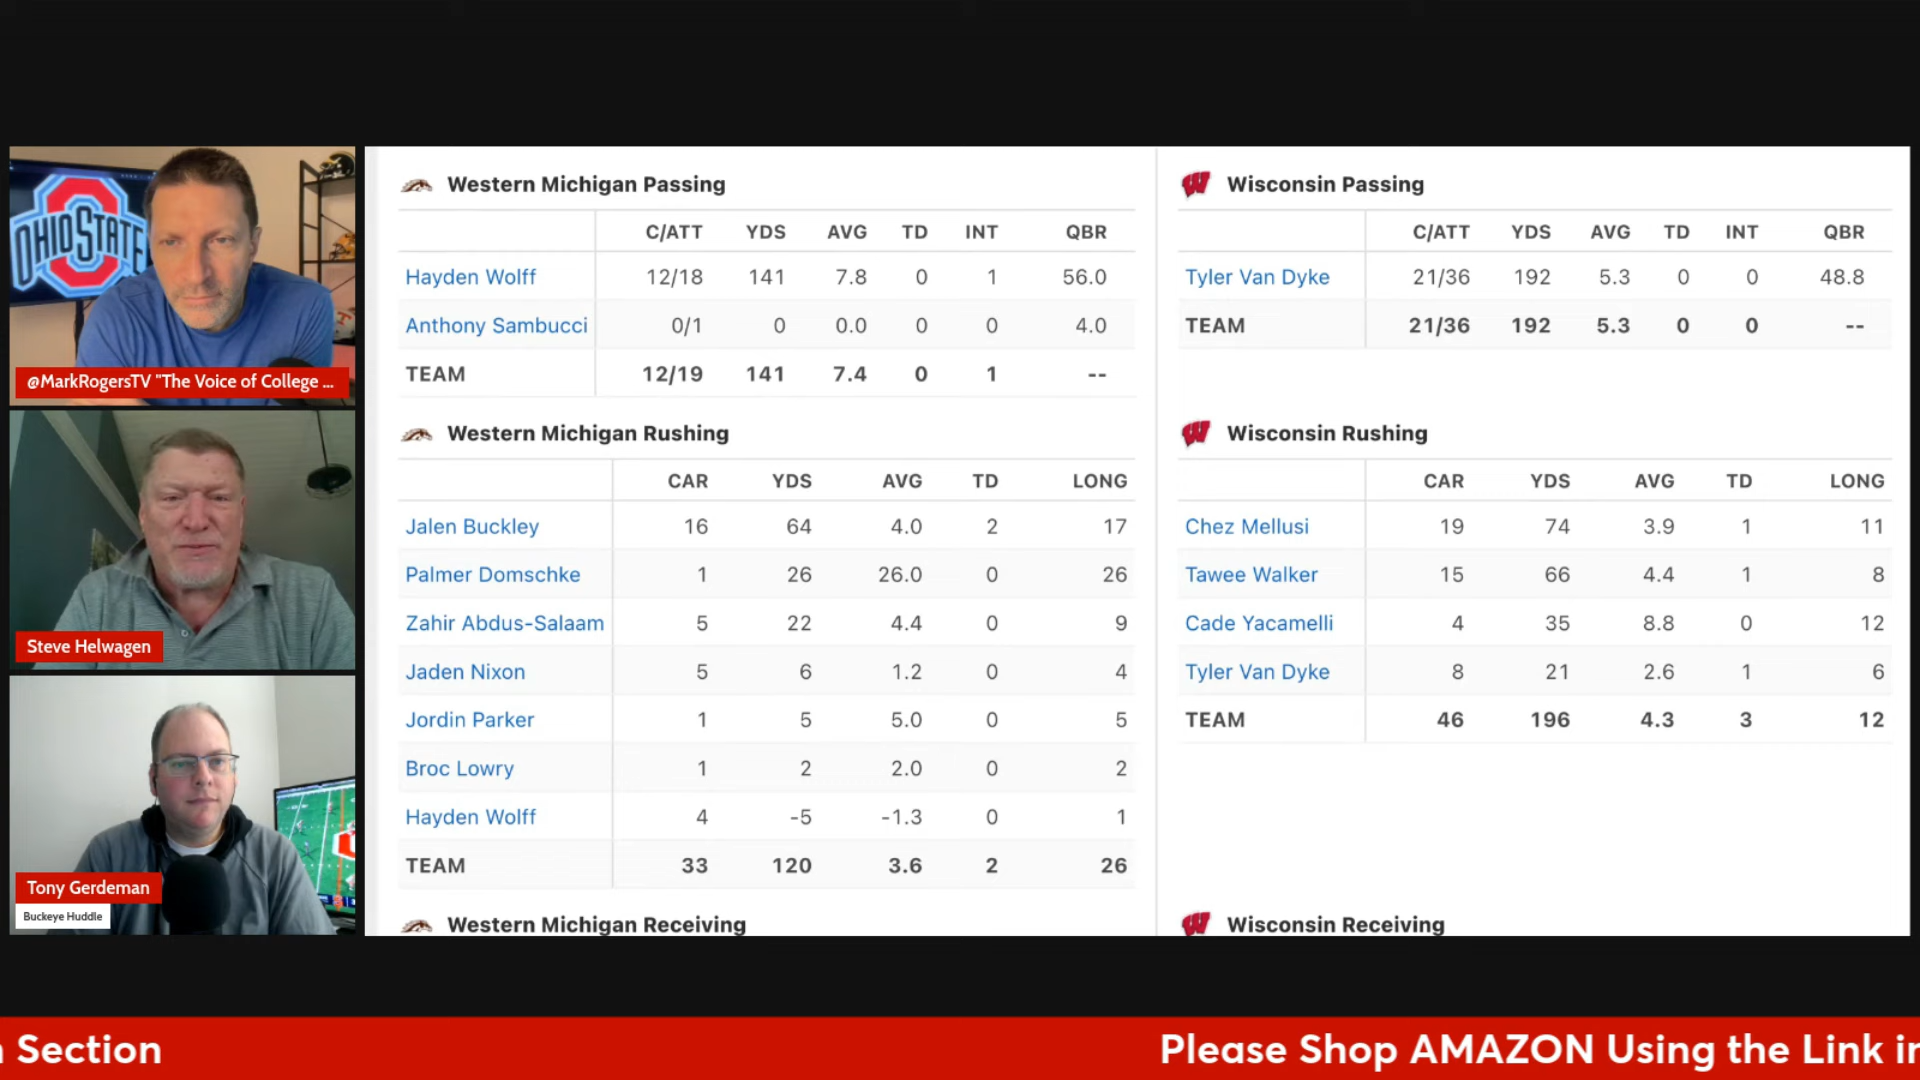 OHIO STATE
@MarkRogersTV "The Voice of College ...
Steve Helwagen
Tony Gerdeman
Buckeye Huddle
Western Michigan Passing
C/ATT YDS AVG TD INT QBR
Hayden Wolff 12/18 141 7.8 0 1 56.0
Anthony Sambucci 0/1 0 0.0 0 0 4.0
TEAM 12/19 141 7.4 0 1 --
Western Michigan Rushing
CAR YDS AVG TD LONG
Jalen Buckley 16 64 4.0 2 17
Palmer Domschke 1 26 26.0 0 26
Zahir Abdus-Salaam 5 22 4.4 0 9
Jaden Nixon 5 6 1.2 0 4
Jordin Parker 1 5 5.0 0 5
Broc Lowry 1 2 2.0 0 2
Hayden Wolff 4 -5 -1.3 0 1
TEAM 33 120 3.6 2 26
Western Michigan Receiving
W Wisconsin Passing
C/ATT YDS AVG TD INT QBR
Tyler Van Dyke 21/36 192 5.3 0 0 48.8
TEAM 21/36 192 5.3 0 0 --
W Wisconsin Rushing
CAR YDS AVG TD LONG
Chez Mellusi 19 74 3.9 1 11
Tawee Walker 15 66 4.4 1 8
Cade Yacamelli 4 35 8.8 0 12
Tyler Van Dyke 8 21 2.6 1 6
TEAM 46 196 4.3 3 12
W Wisconsin Receiving
Section
Please Shop AMAZON Using the Link in